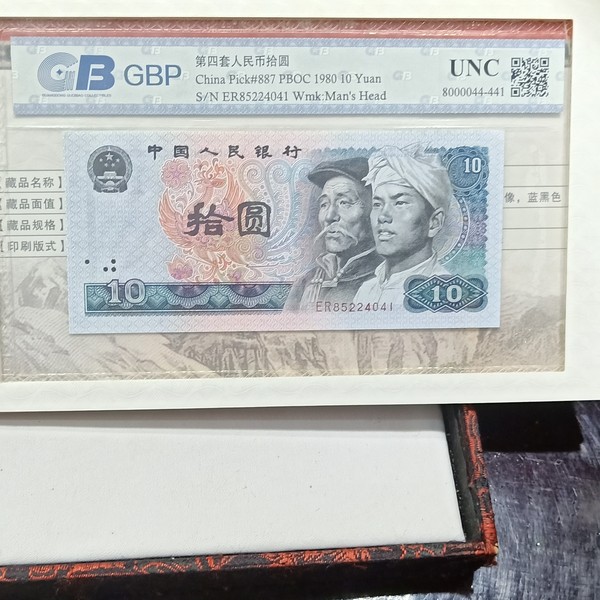 GB GBP
第四套人民币拾圆
China Pick#887 PBOC 1980 10 Yuan
S/N ER85224041 Wmk:Man's Head
UNC
8000044-441
中国人民银行
10
拾圆
10
ER85224041
10
【藏品名称】
【藏品面值】
【藏品规格】
【印刷版式】
像，蓝黑色